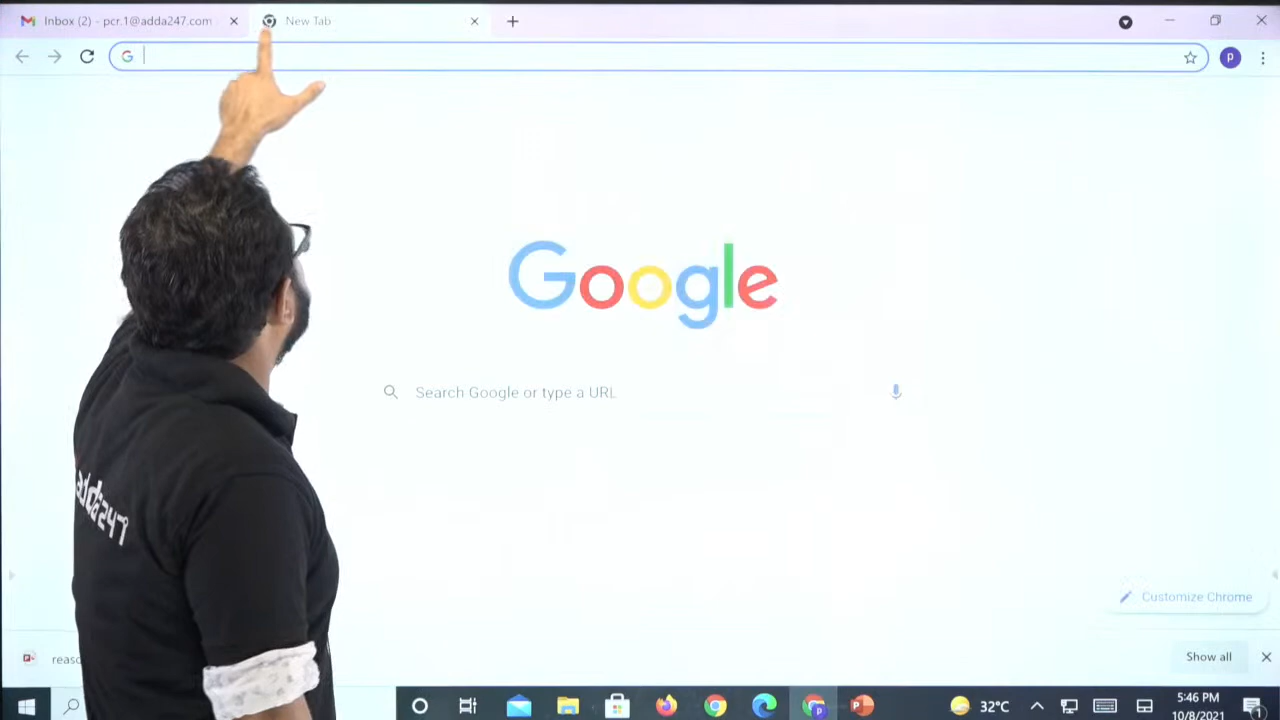 Inbox (2) - pcr.1@adda247.com
New Tab
p
Google
Search Google or type a URL
adda247
Customize Chrome
Show all
32°C
5:46 PM
10/8/2021
1